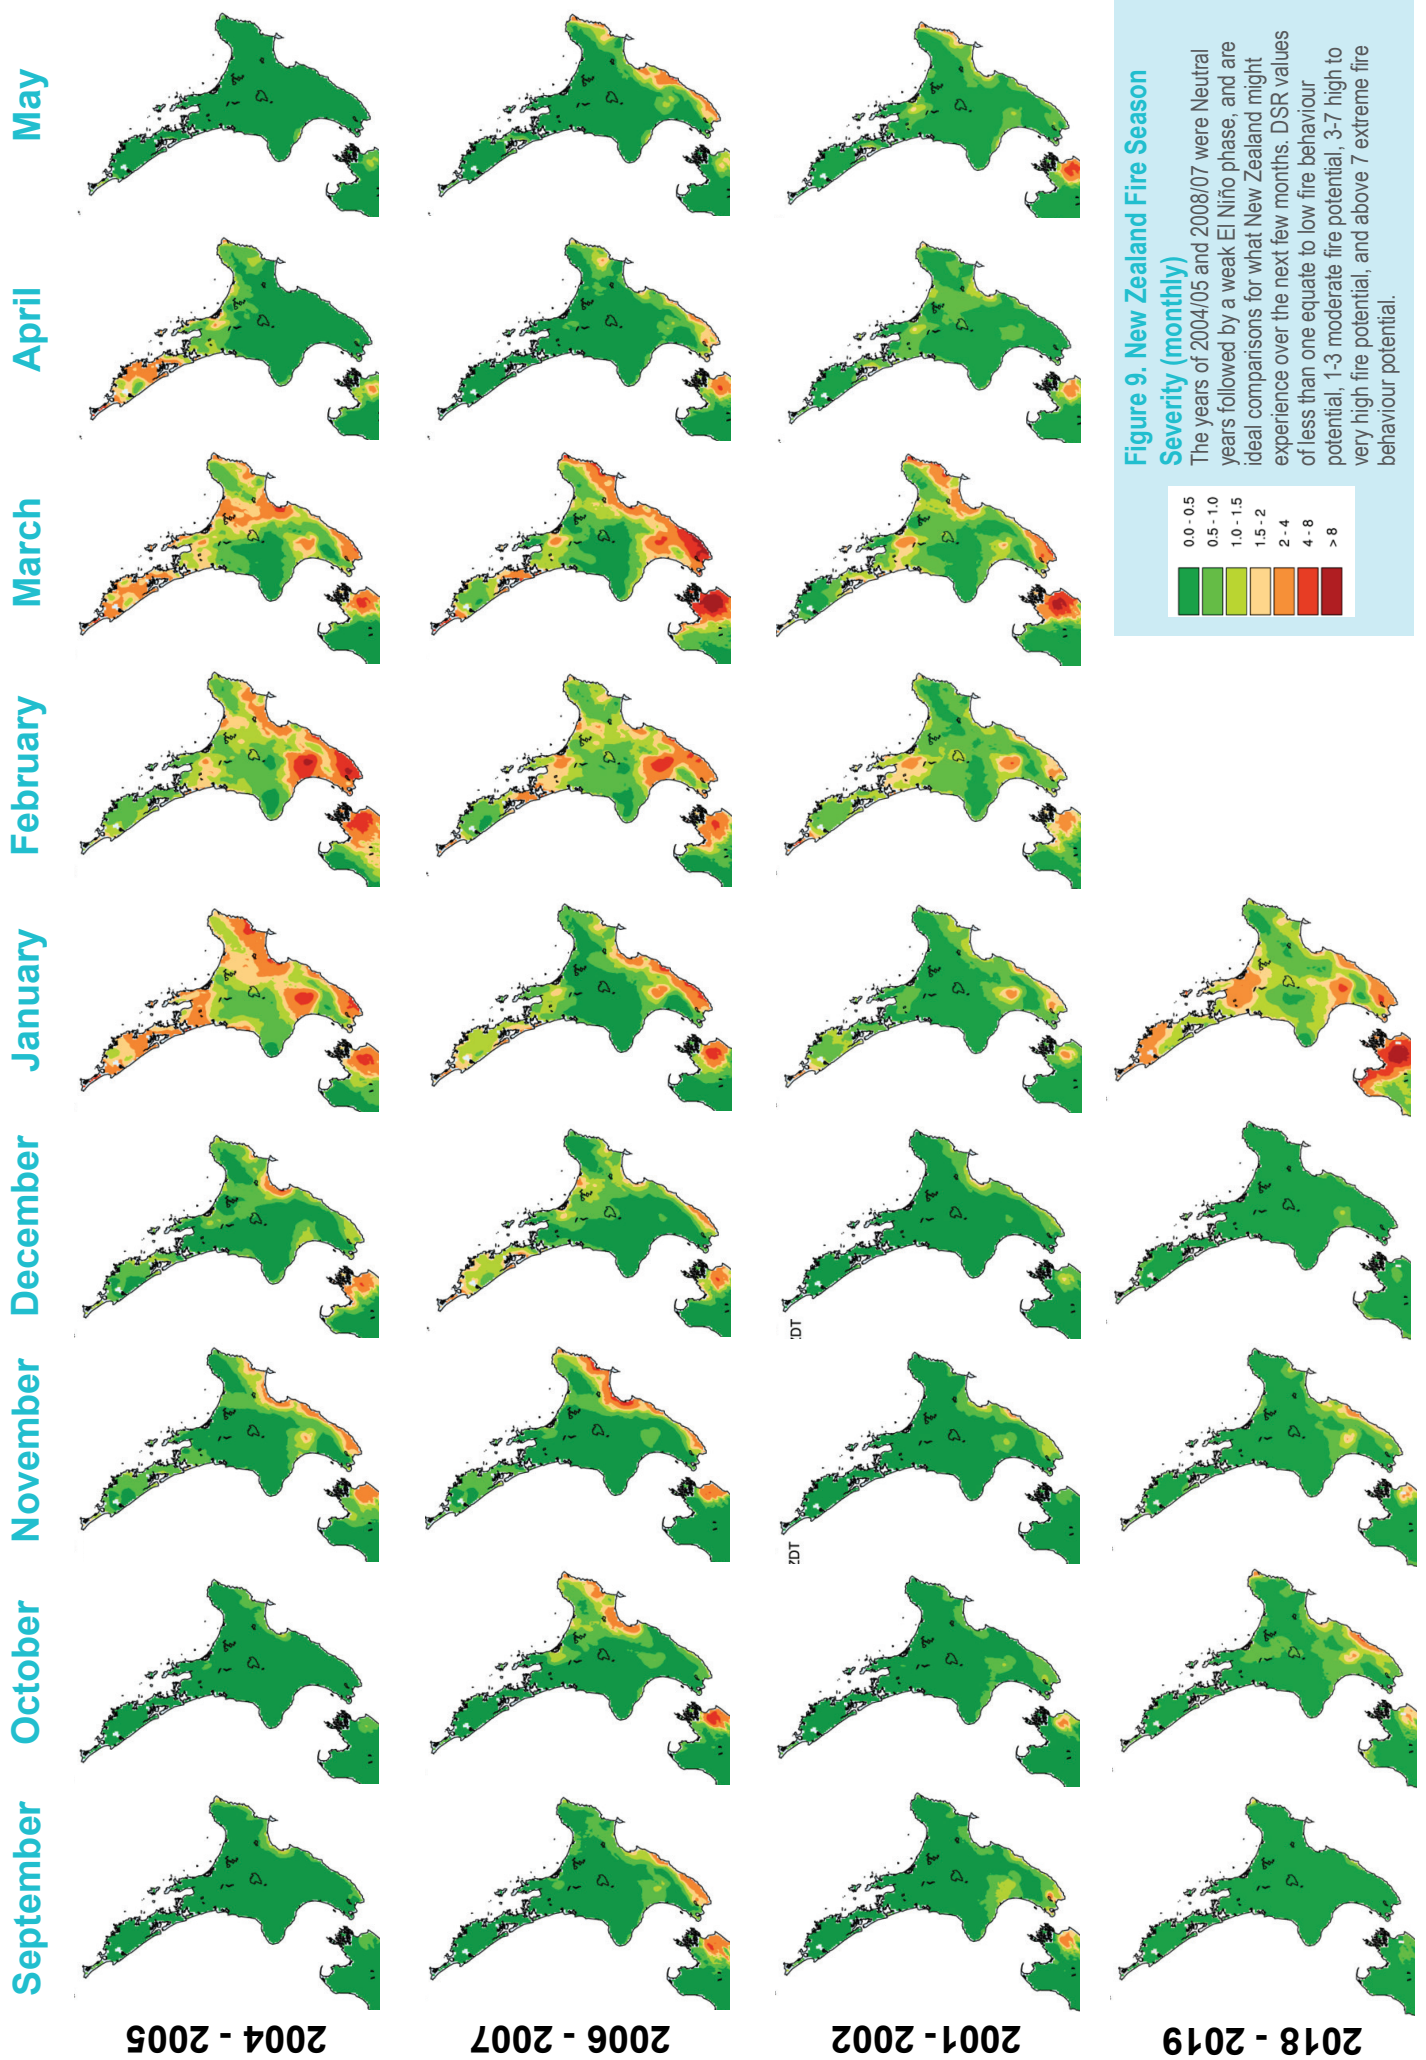 September October November December January February March April May
2004 - 2005
2006 - 2007
2001- 2002
ZDT
:DT
2018 - 2019
0.0 - 0.5
0.5 - 1.0
1.0 - 1.5
1.5 - 2
2 - 4
4 - 8
> 8
Figure 9. New Zealand Fire Season
Severity (monthly)
The years of 2004/05 and 2008/07 were Neutral
years followed by a weak El Niño phase, and are
ideal comparisons for what New Zealand might
experience over the next few months. DSR values
of less than one equate to low fire behaviour
potential, 1-3 moderate fire potential, 3-7 high to
very high fire potential, and above 7 extreme fire
behaviour potential.